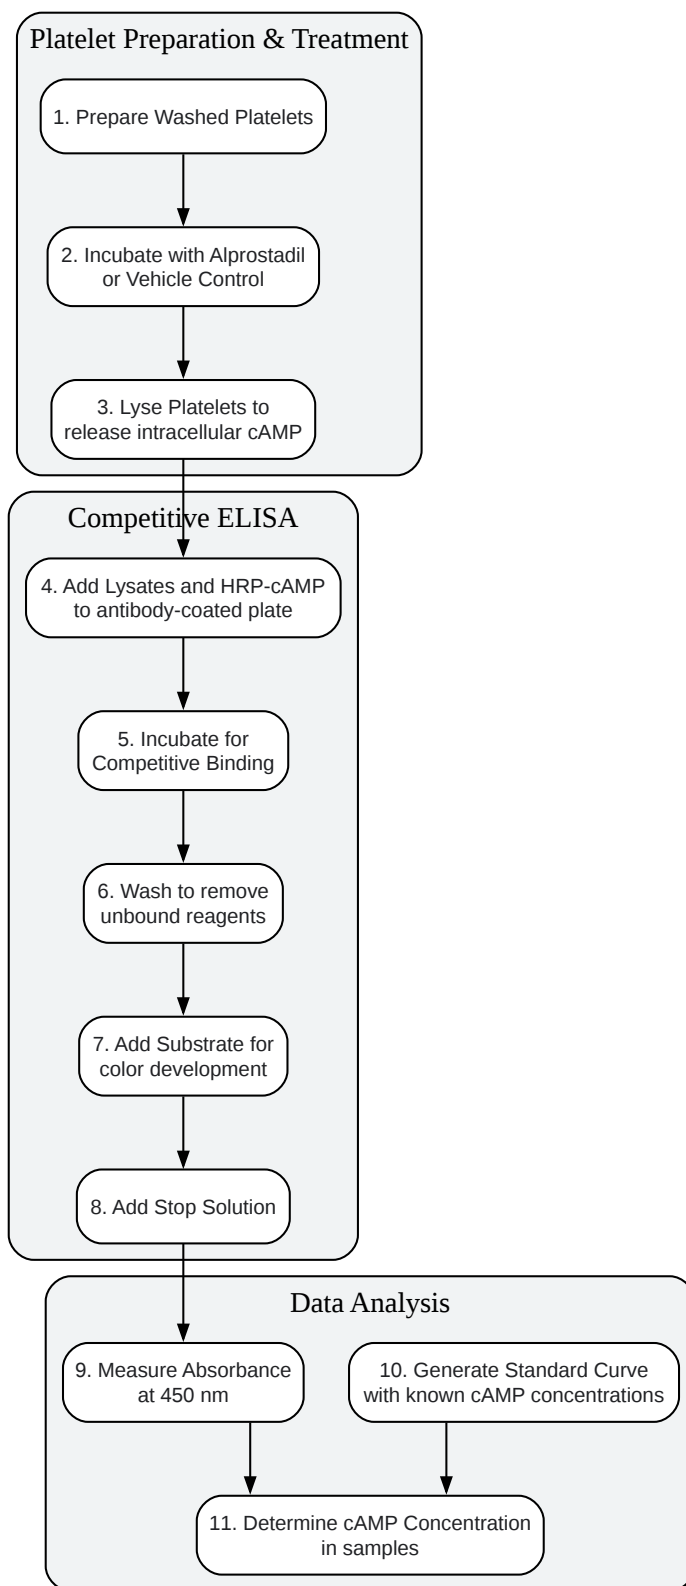 Platelet Preparation & Treatment
1. Prepare Washed Platelets
2. Incubate with Alprostadil
or Vehicle Control
3. Lyse Platelets to
release intracellular cAMP
Competitive ELISA
4. Add Lysates and HRP-cAMP
to antibody-coated plate
5. Incubate for
Competitive Binding
6. Wash to remove
unbound reagents
7. Add Substrate for
color development
8. Add Stop Solution
Data Analysis
9. Measure Absorbance
at 450 nm
10. Generate Standard Curve
with known cAMP concentrations
11. Determine cAMP Concentration
in samples